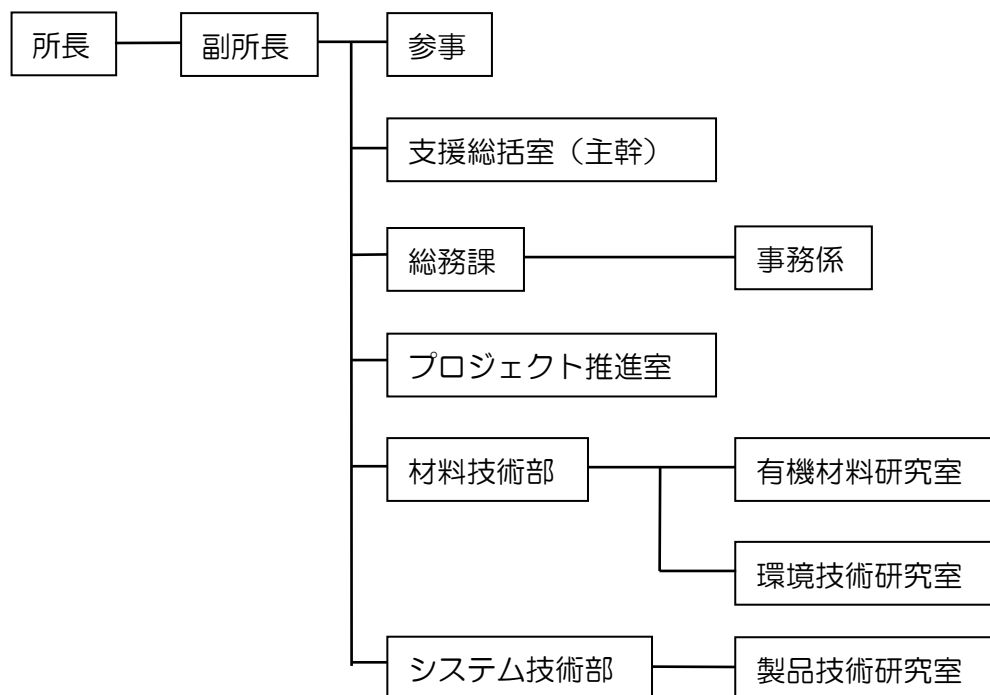 所長
副所長
参事
支援総括室（主幹）
総務課
事務係
プロジェクト推進室
材料技術部
有機材料研究室
環境技術研究室
システム技術部
製品技術研究室